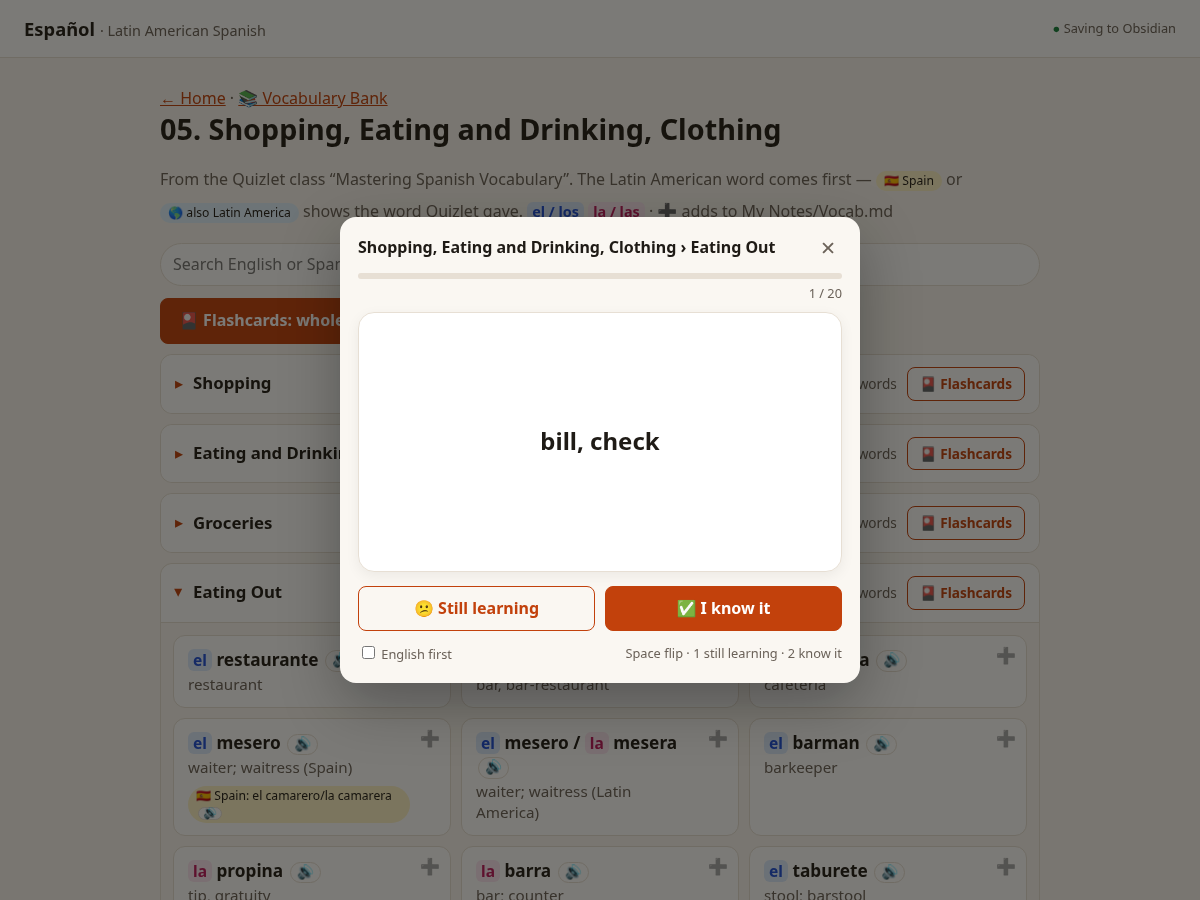 Español · Latin American Spanish
● Saving to Obsidian
← Home · 📚 Vocabulary Bank
05. Shopping, Eating and Drinking, Clothing
From the Quizlet class “Mastering Spanish Vocabulary”. The Latin American word comes first — 🇪🇸 Spain or
🌎 also Latin America shows the word Quizlet gave. el / los la / las · ➕ adds to My Notes/Vocab.md
Search English or
🎴 Flashcards:
Shopping, Eating and Drinking, Clothing › Eating Out ✕
1 / 20
bill, check
😕 Still learning
✅ I know it
English first
Space flip · 1 still learning · 2 know it
▸ Shopping
words 🎴 Flashcards
▸ Eating and
words 🎴 Flashcards
▸ Groceries
words 🎴 Flashcards
▾ Eating Out
words 🎴 Flashcards
el restaurante 🔊 ➕
restaurant
bar, bar-restaurant
🔊 ➕
cafeteria
el mesero 🔊 ➕
waiter; waitress (Spain)
🇪🇸 Spain: el camarero/la camarera
🔊
el mesero / la mesera ➕
🔊
waiter; waitress (Latin
America)
el barman 🔊 ➕
barkeeper
la propina 🔊 ➕
tip, gratuity
la barra 🔊 ➕
bar; counter
el taburete 🔊 ➕
stool; barstool